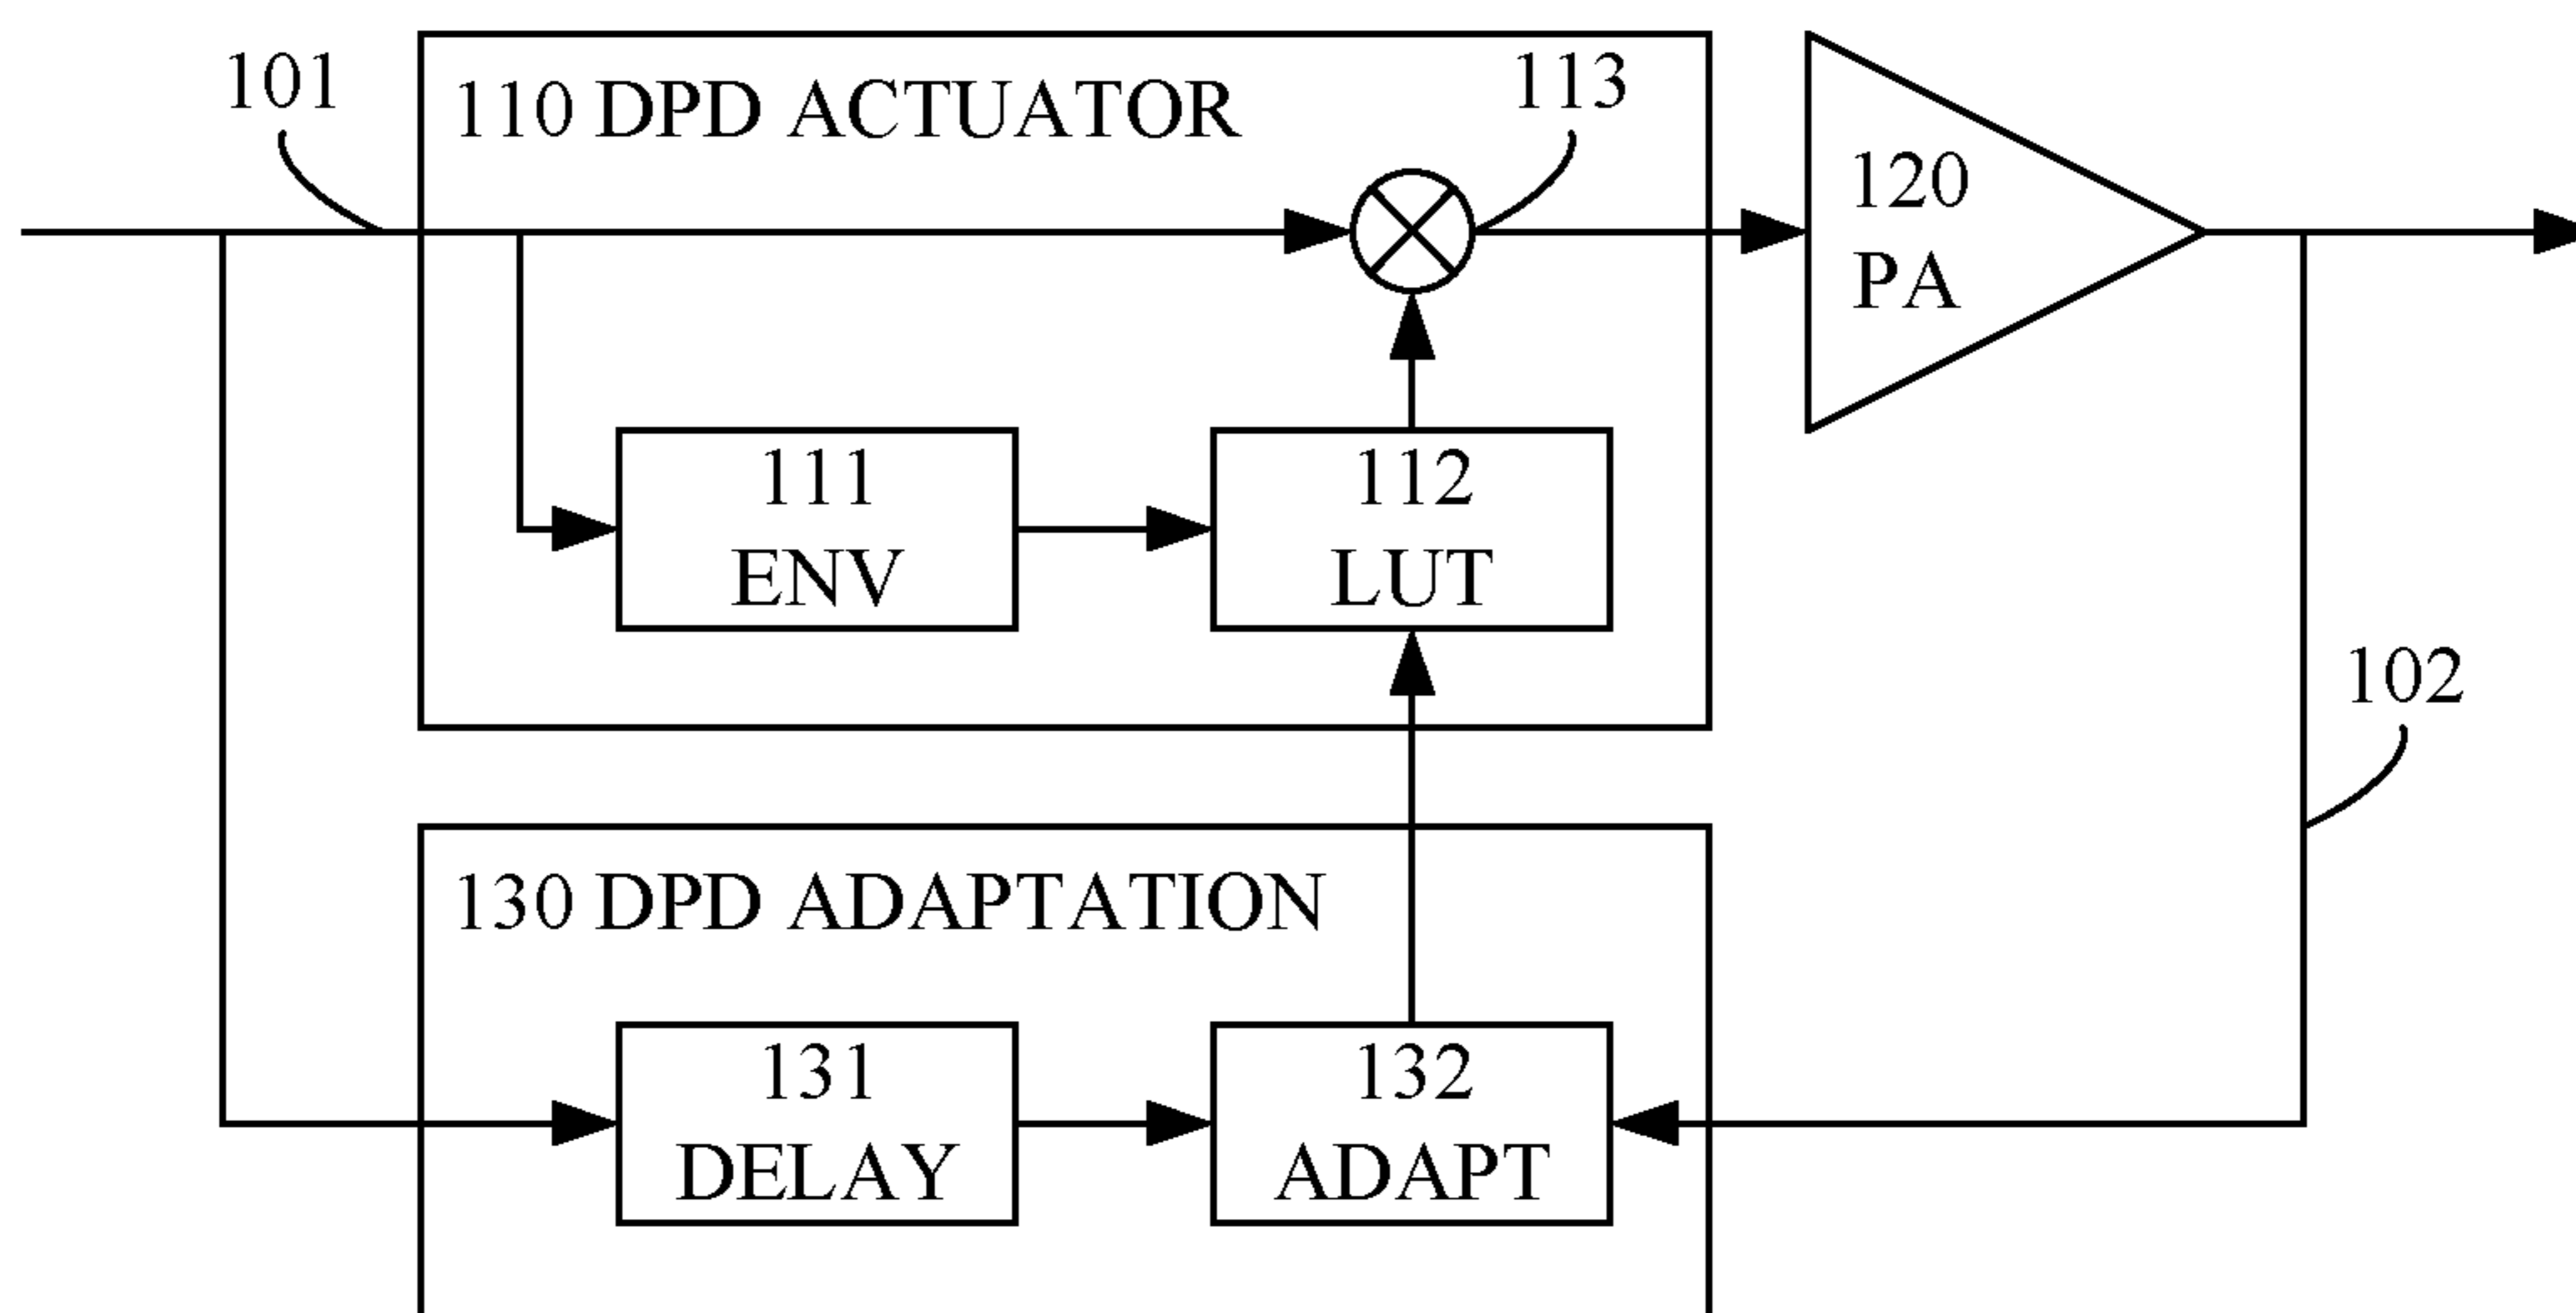 101
110 DPD ACTUATOR
113
120
PA
111
ENV
112
LUT
102
130 DPD ADAPTATION
131
DELAY
132
ADAPT